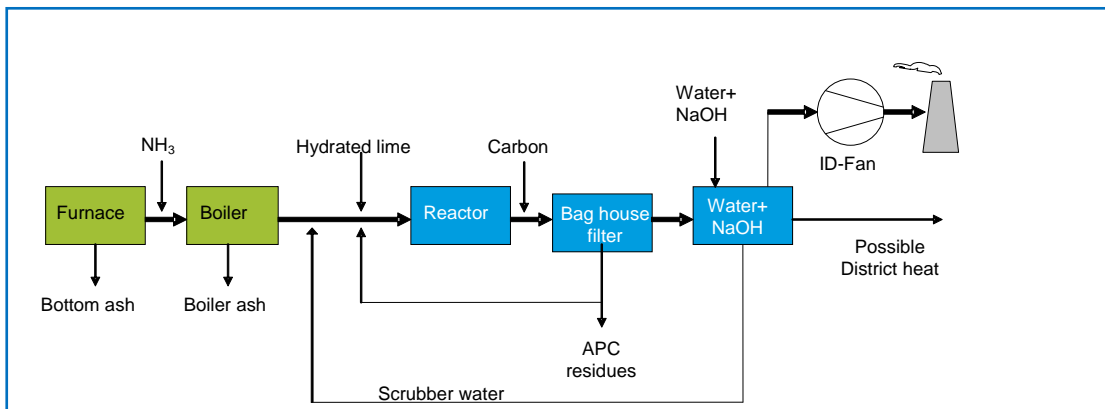 Water+
NaOH
NH₃
Hydrated lime
Carbon
ID-Fan
Furnace
Boiler
Reactor
Bag house
filter
Water+
NaOH
Possible
District heat
Bottom ash
Boiler ash
APC
residues
Scrubber water